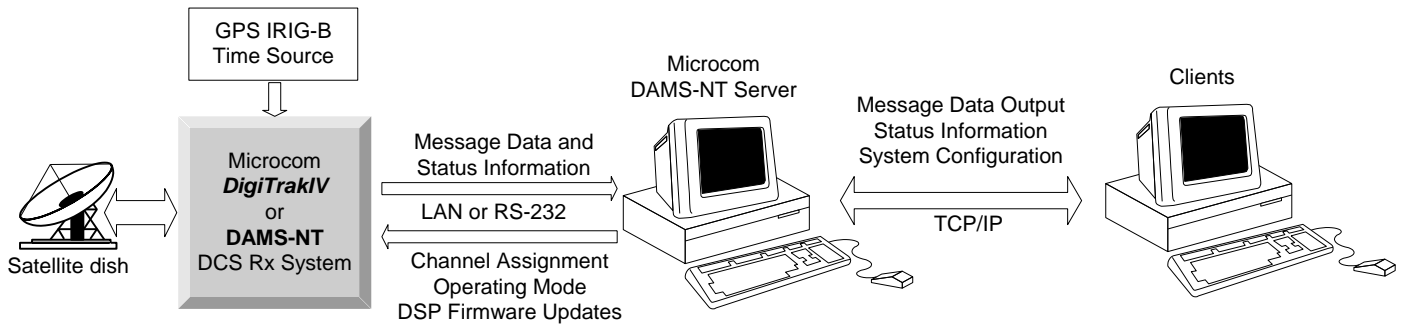 GPS IRIG-B
Time Source
Microcom
DAMS-NT Server
Clients
Message Data Output
Status Information
System Configuration
Message Data and
Status Information
Microcom
DigiTrakIV
or
DAMS-NT
DCS Rx System
LAN or RS-232
TCP/IP
Satellite dish
Channel Assignment
Operating Mode
DSP Firmware Updates